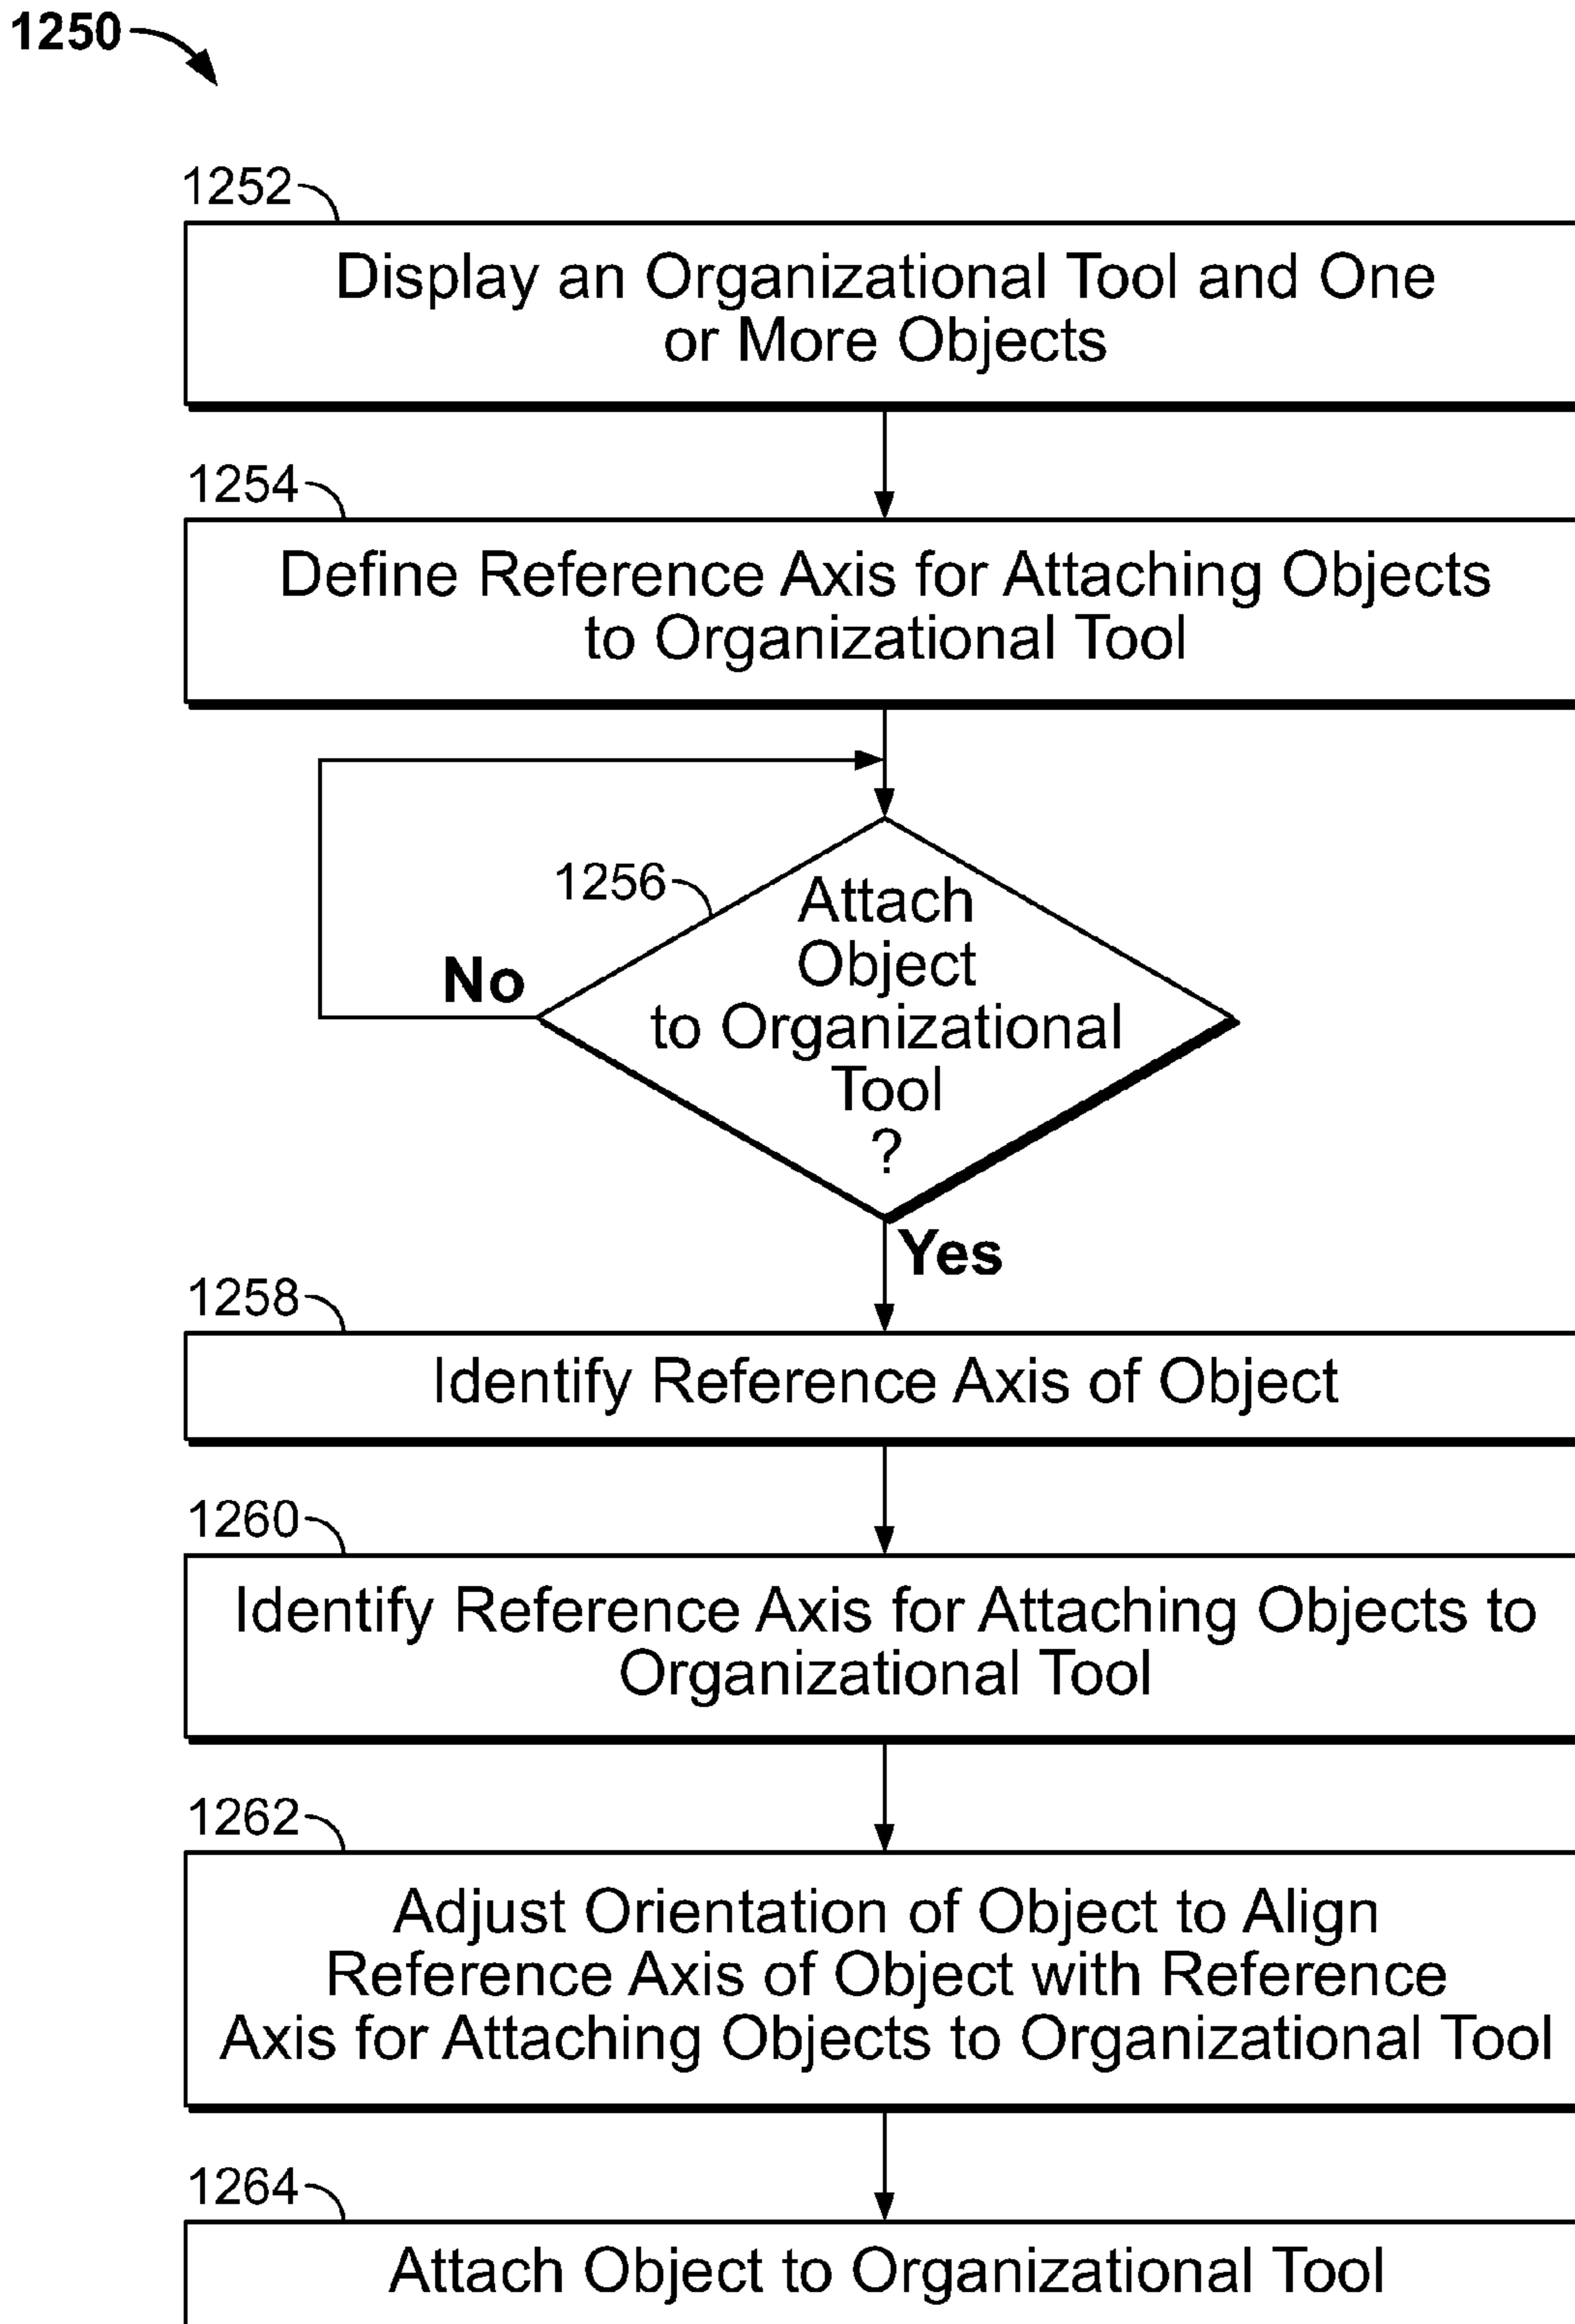 1250
1252
Display an Organizational Tool and One
or More Objects
1254
Define Reference Axis for Attaching Objects
to Organizational Tool
1256
Attach
Object
to Organizational
Tool
?
No
Yes
1258
Identify Reference Axis of Object
1260
Identify Reference Axis for Attaching Objects to
Organizational Tool
1262
Adjust Orientation of Object to Align
Reference Axis of Object with Reference
Axis for Attaching Objects to Organizational Tool
1264
Attach Object to Organizational Tool